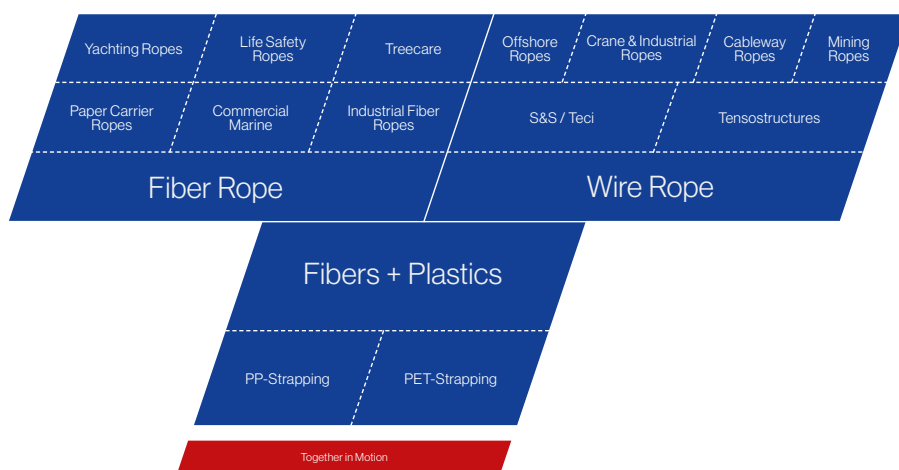 Yachting Ropes
Life Safety
Ropes
Treecare
Offshore
Ropes
Crane & Industrial
Ropes
Cableway
Ropes
Mining
Ropes
Paper Carrier
Ropes
Commercial
Marine
Industrial Fiber
Ropes
S&S / Teci
Tensostructures
Fiber Rope
Wire Rope
Fibers + Plastics
PP-Strapping
PET-Strapping
Together in Motion